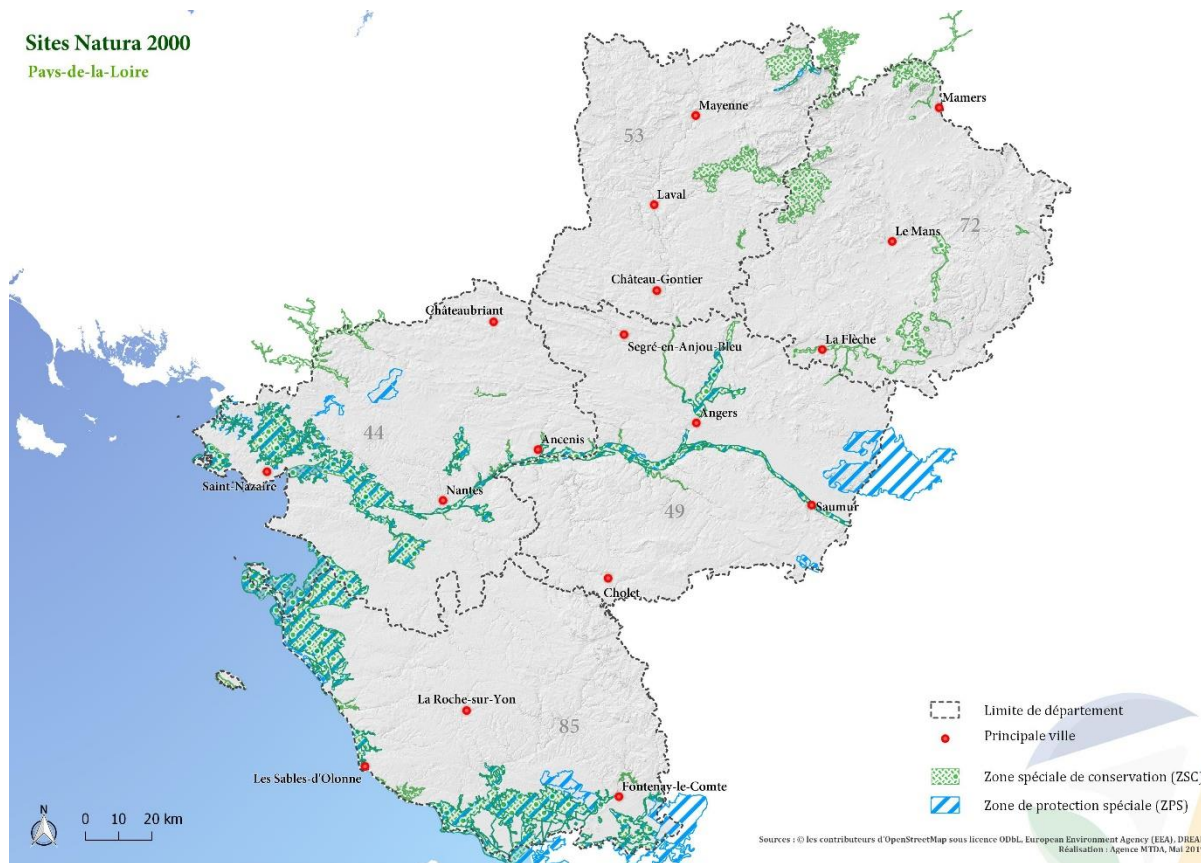 Sites Natura 2000
Pays-de-la-Loire
Mayenne
Mamers
53
Laval
72
Le Mans
Château-Gontier
Châteaubriant
Segré-en-Anjou-Bleu
La Flèche
Angers
44
Ancenis
Saint-Nazaire
Nantes
49
Saumur
Cholet
La Roche-sur-Yon
85
Les Sables-d'Olonne
Fontenay-le-Comte
N
0 10 20 km
Limite de département
Principale ville
Zone spéciale de conservation (ZSC)
Zone de protection spéciale (ZPS)
Sources : © les contributeurs d'OpenStreetMap sous licence ODbL, European Environment Agency (EEA), DREA
Réalisation : Agence MTDA, Mai 201